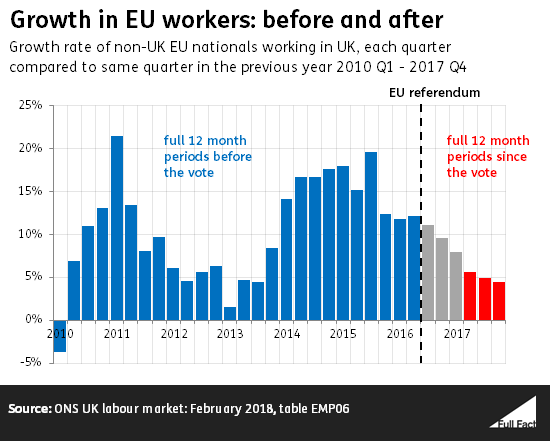 Growth in EU workers: before and after
Growth rate of non-UK EU nationals working in UK, each quarter
compared to same quarter in the previous year 2010 Q1 - 2017 Q4
EU referendum
25%
20%
15%
10%
5%
0%
-5%
full 12 month
periods before
the vote
full 12 month
periods since
the vote
2010 2011 2012 2013 2014 2015 2016 2017
Source: ONS UK labour market: February 2018, table EMP06
Full Fact